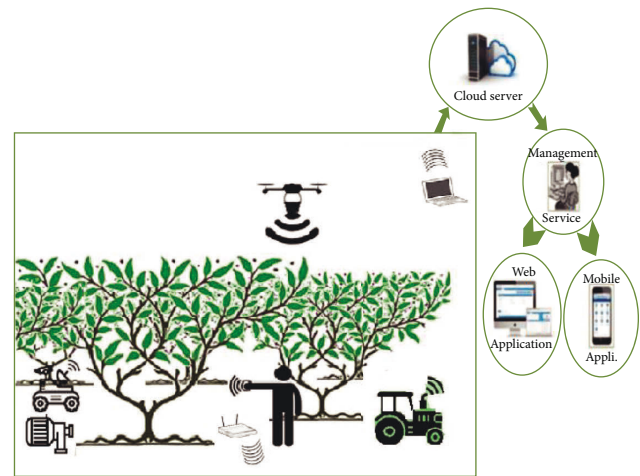 Cloud server
Management
Service
Web
Application
Mobile
Appli.